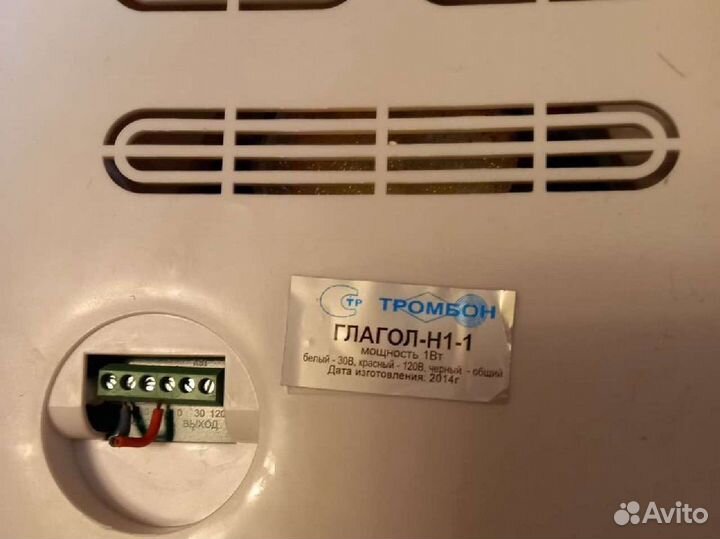 ТР ТРОМБОН
ГЛАГОЛ-Н1-1
мощность 1Вт
белый - 30В, красный - 120В, черный - общий
Дата изготовления: 2014г
0 30 120
ВЫХОД
Avito